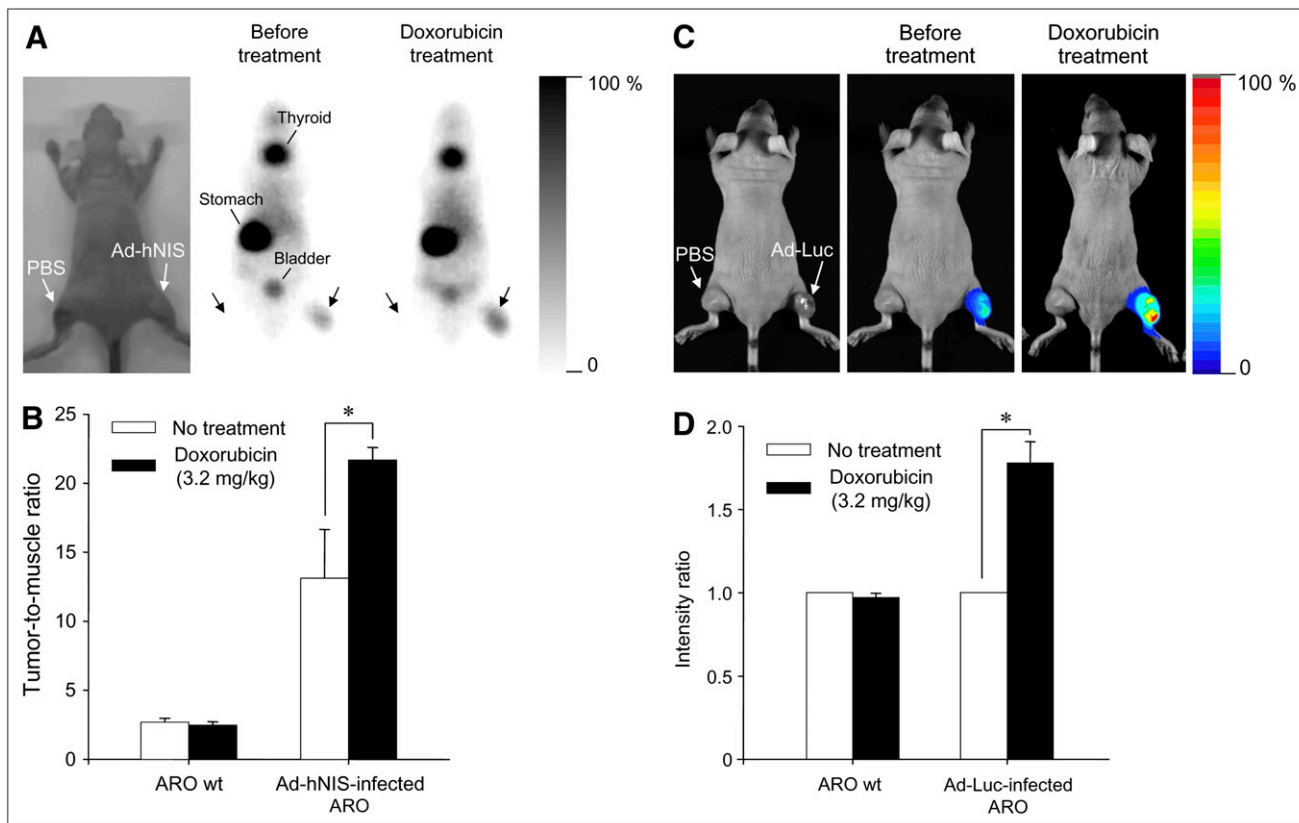 A
Before
treatment
Doxorubicin
treatment
100 %
0
Thyroid
Stomach
Bladder
PBS
Ad-hNIS
B
25
20
15
10
5
0
Tumor-to-muscle ratio
No treatment
Doxorubicin
(3.2 mg/kg)
*
ARO wt
Ad-hNIS-infected
ARO
C
Before
treatment
Doxorubicin
treatment
100 %
0
PBS
Ad-Luc
D
2.0
1.5
1.0
0.5
0.0
Intensity ratio
No treatment
Doxorubicin
(3.2 mg/kg)
*
ARO wt
Ad-Luc-infected
ARO